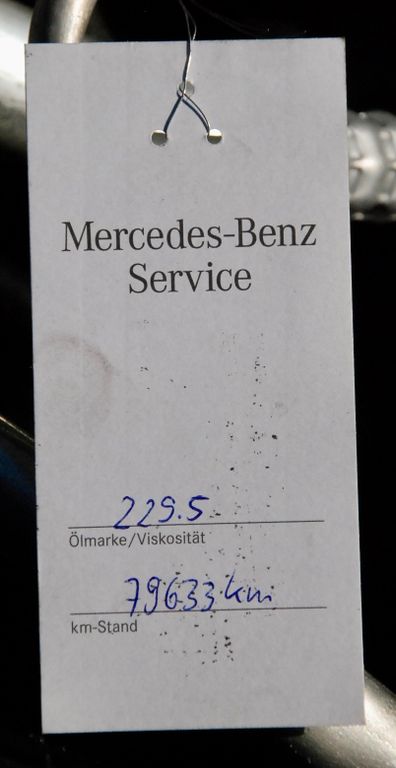 Mercedes-Benz
Service
229.5
Ölmarke/Viskosität
79633 km
km-Stand